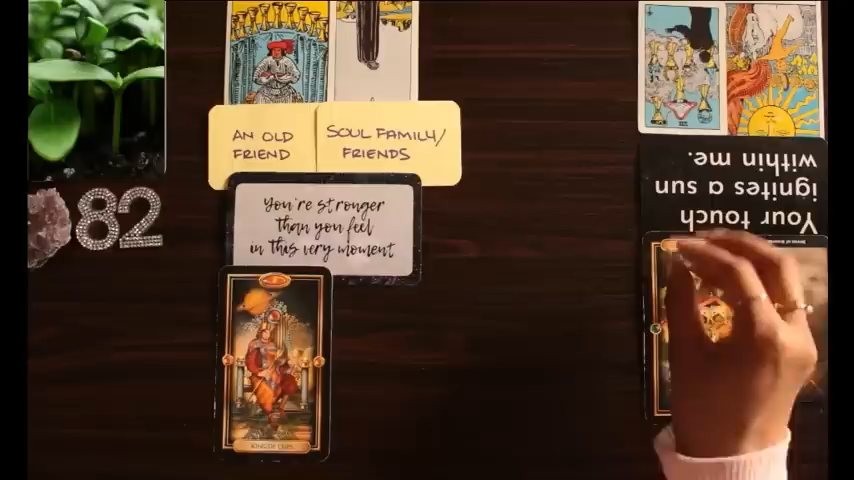 AN OLD
FRIEND
SOUL FAMILY/
FRIENDS
82
You're stronger
than you feel
in this very moment
KING OF CUPS
Your touch
ignites a sun
within me.